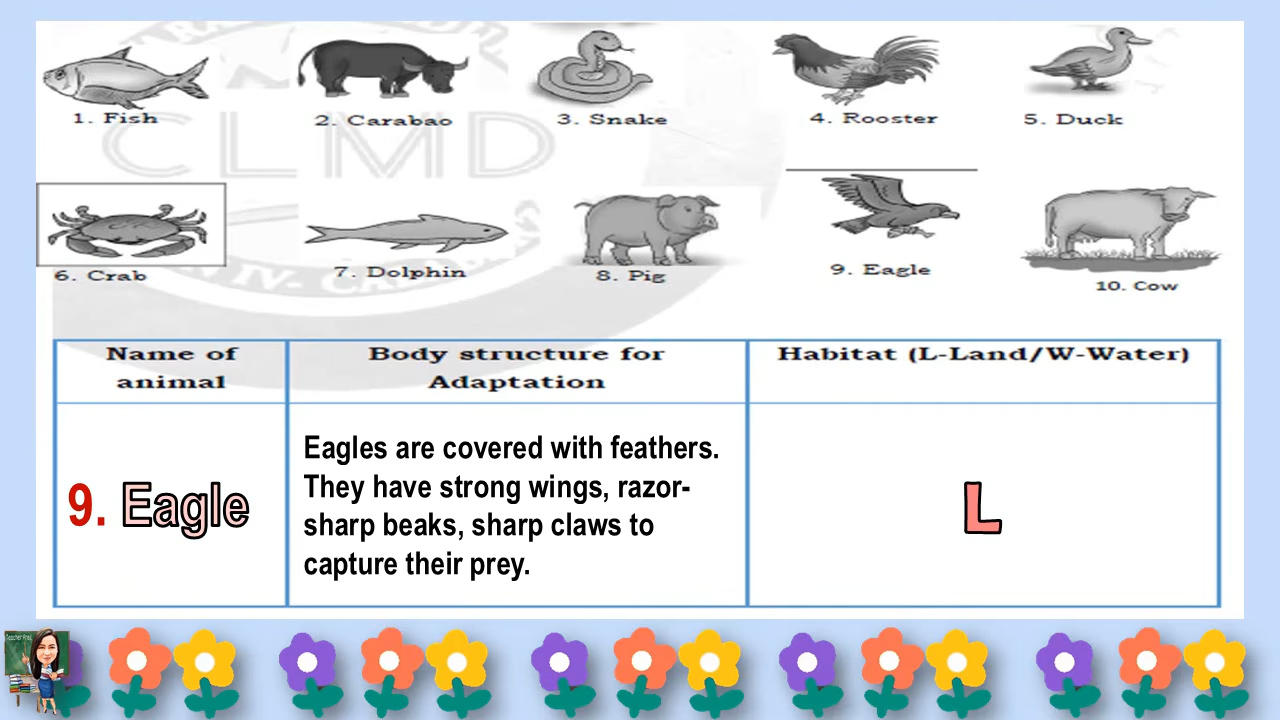 1. Fish
2. Carabao
3. Snake
4. Rooster
5. Duck
CLMD
6. Crab
7. Dolphin
8. Pig
9. Eagle
10. Cow
Name of animal
Body structure for Adaptation
Habitat (L-Land/W-Water)
9. Eagle
Eagles are covered with feathers.
They have strong wings, razor-
sharp beaks, sharp claws to
capture their prey.
L